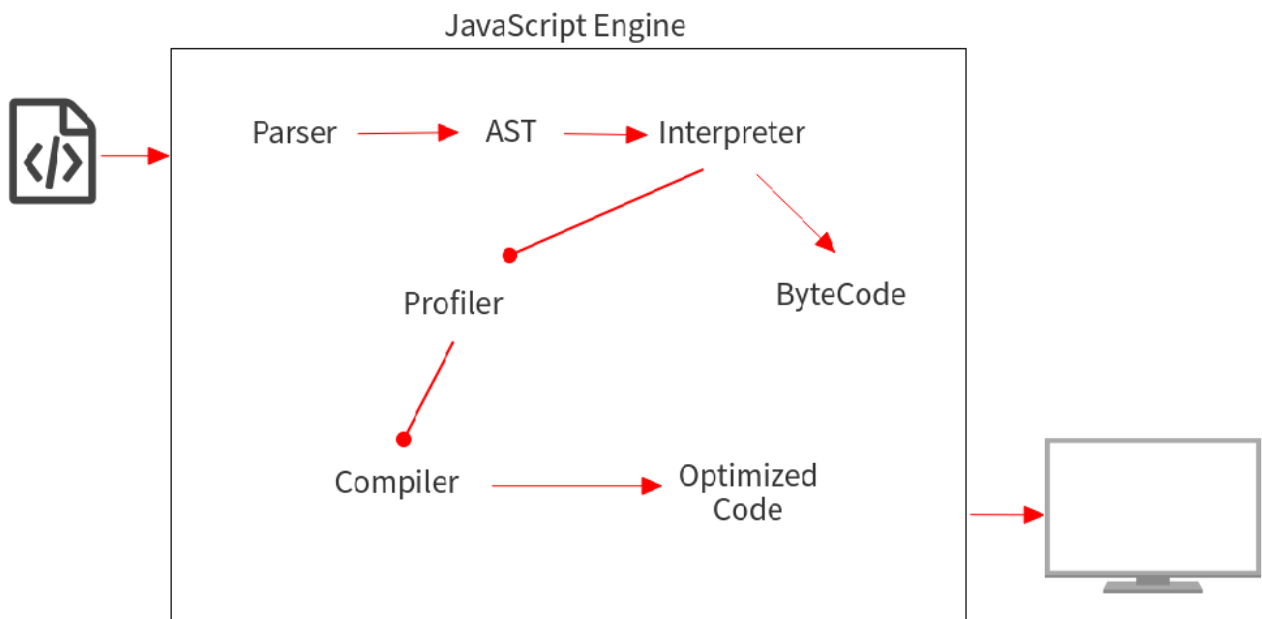 JavaScript Engine
Parser
AST
Interpreter
Profiler
ByteCode
Compiler
Optimized
Code